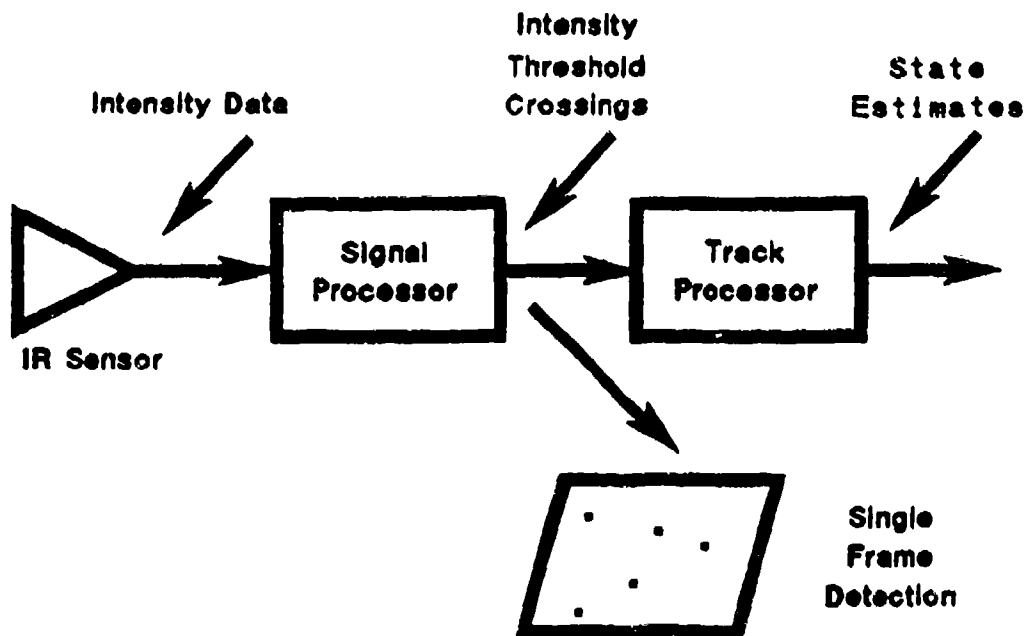 Intensity Data
Intensity
Threshold
Crossings
State
Estimates
IR Sensor
Signal
Processor
Track
Processor
Single
Frame
Detection